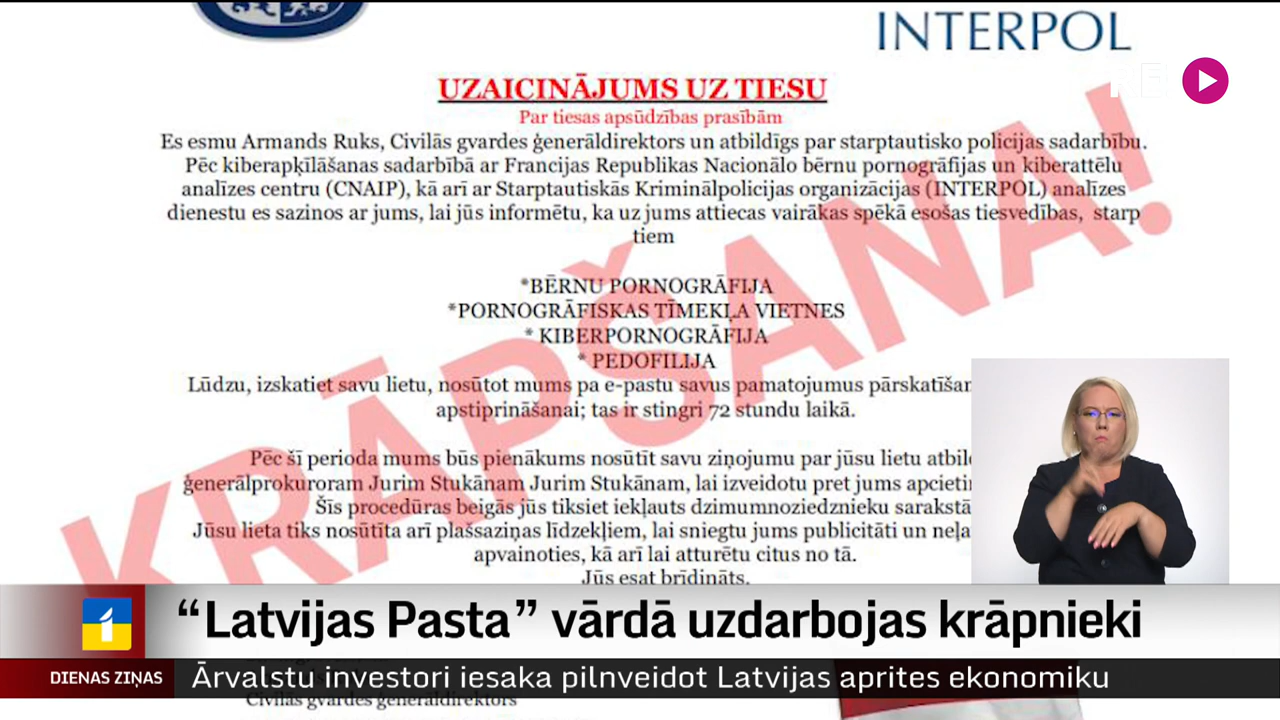 INTERPOL
RE
UZAICINĀJUMS UZ TIESU
Par tiesas apsūdzības prasībām
Es esmu Armands Ruks, Civilās gvardes ģenerāldirektors un atbildīgs par starptautisko policijas sadarbību.
Pēc kiberapķīlāšanas sadarbībā ar Francijas Republikas Nacionālo bērnu pornogrāfijas un kiberattēlu
analīzes centru (CNAIP), kā arī ar Starptautiskās Kriminālpolicijas organizācijas (INTERPOL) analīzes
dienestu es sazinos ar jums, lai jūs informētu, ka uz jums attiecas vairākas spēkā esošas tiesvedības, starp
tiem
*BĒRNU PORNOGRĀFIJA
*PORNOGRĀFISKAS TĪMEKĻA VIETNES
* KIBERPORNOGRĀFIJA
* PEDOFILIJA
Lūdzu, izskatiet savu lietu, nosūtot mums pa e-pastu savus pamatojumus pārskatīšan
apstiprināšanai; tas ir stingri 72 stundu laikā.
Pēc šī perioda mums būs pienākums nosūtīt savu ziņojumu par jūsu lietu atbild
ģenerālprokuroram Jurim Stukānam Jurim Stukānam, lai izveidotu pret jums apcietin
Šīs procedūras beigās jūs tiksiet iekļauts dzimumnoziedznieku sarakstā
Jūsu lieta tiks nosūtīta arī plašsaziņas līdzekļiem, lai sniegtu jums publicitāti un neļa
apvainoties, kā arī lai atturētu citus no tā.
Jūs esat brīdināts.
KRĀPŠANA!
“Latvijas Pasta” vārdā uzdarbojas krāpnieki
1
DIENAS ZIŅAS
Ārvalstu investori iesaka pilnveidot Latvijas aprites ekonomiku
Civilās gvardes ģenerāldirektors